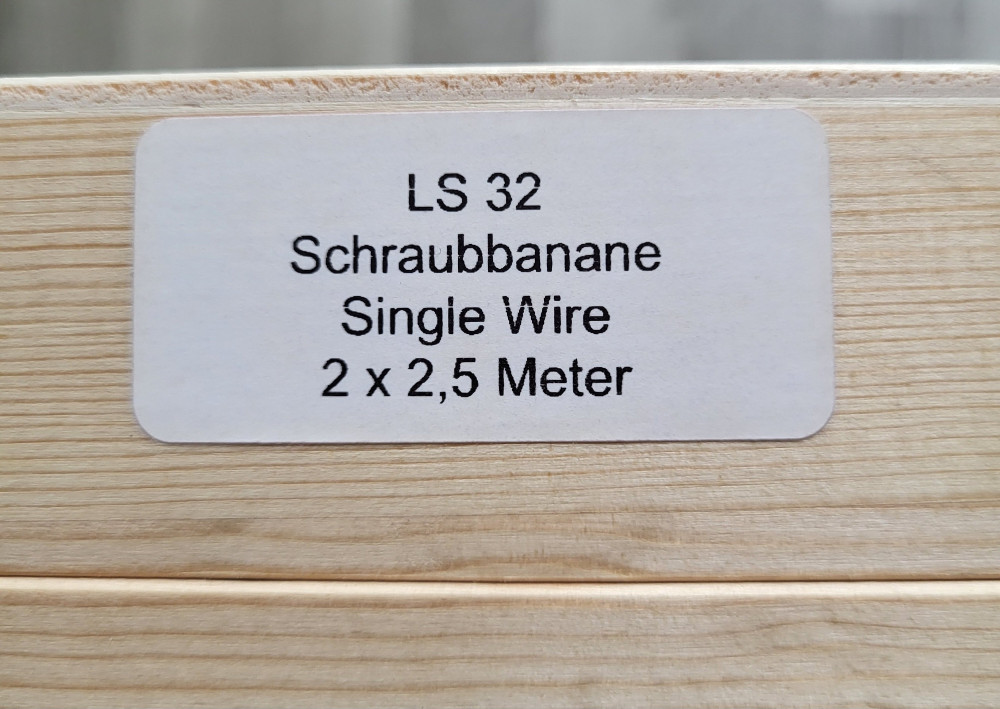 LS 32
Schraubbanane
Single Wire
2 x 2,5 Meter